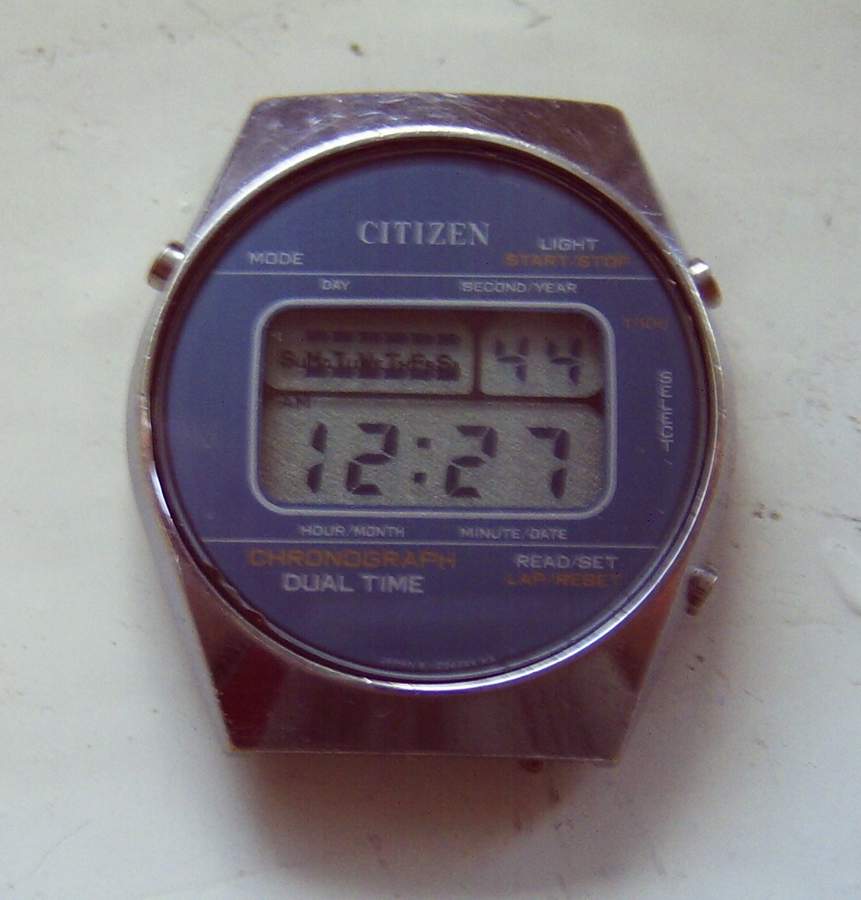 CITIZEN
MODE
LIGHT
START/STOP
DAY
SECOND/YEAR
44
SELECT
AM
12:27
HOUR/MONTH
MINUTE/DATE
CHRONOGRAPH
DUAL TIME
READ/SET
LAP/RESET